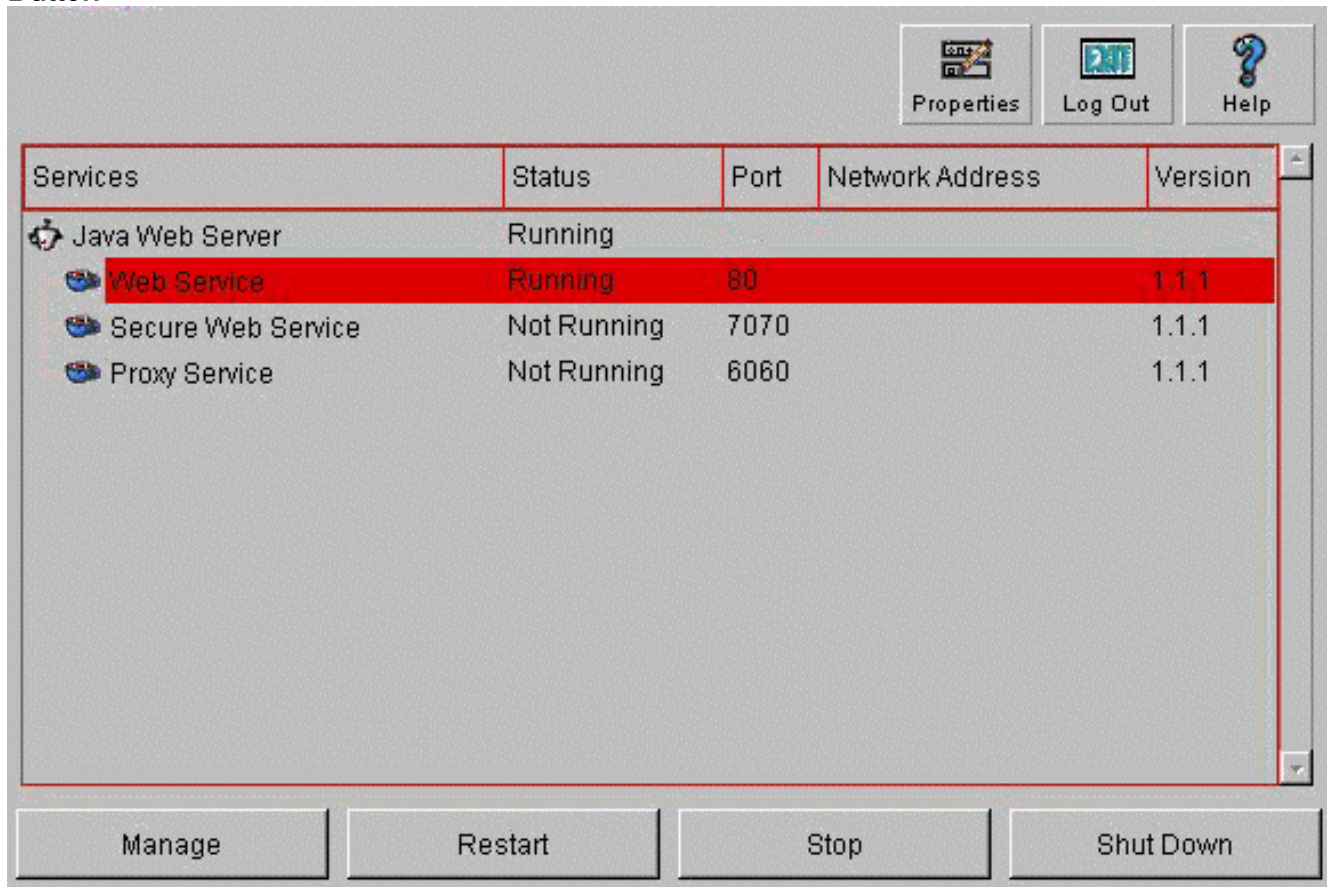 Properties Log Out Help
Services Status Port Network Address Version
Java Web Server Running
Web Service Running 80 1.1.1
Secure Web Service Not Running 7070 1.1.1
Proxy Service Not Running 6060 1.1.1
Manage Restart Stop Shut Down